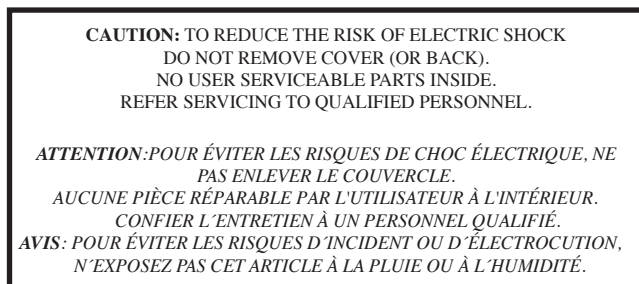 CAUTION: TO REDUCE THE RISK OF ELECTRIC SHOCK
DO NOT REMOVE COVER (OR BACK).
NO USER SERVICEABLE PARTS INSIDE.
REFER SERVICING TO QUALIFIED PERSONNEL.
ATTENTION:POUR ÉVITER LES RISQUES DE CHOC ÉLECTRIQUE, NE
PAS ENLEVER LE COUVERCLE.
AUCUNE PIÈCE RÉPARABLE PAR L'UTILISATEUR À L'INTÉRIEUR.
CONFIER L´ENTRETIEN À UN PERSONNEL QUALIFIÉ.
AVIS: POUR ÉVITER LES RISQUES D´INCIDENT OU D´ÉLECTROCUTION,
N´EXPOSEZ PAS CET ARTICLE À LA PLUIE OU À L´HUMIDITÉ.